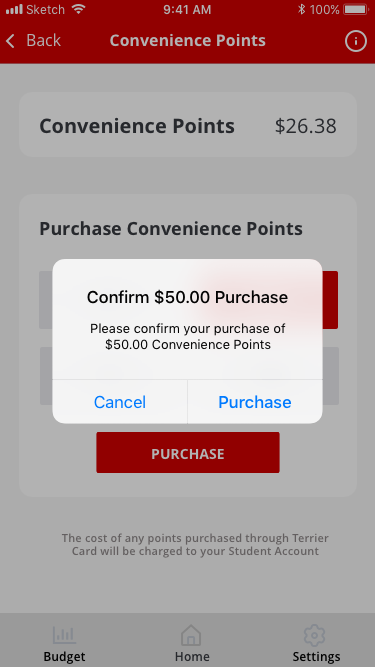 Sketch 9:41 AM 100%
Back Convenience Points
Convenience Points $26.38
Purchase Convenience Points
Confirm $50.00 Purchase
Please confirm your purchase of
$50.00 Convenience Points
Cancel Purchase
PURCHASE
The cost of any points purchased through Terrier
Card will be charged to your Student Account
Budget Home Settings